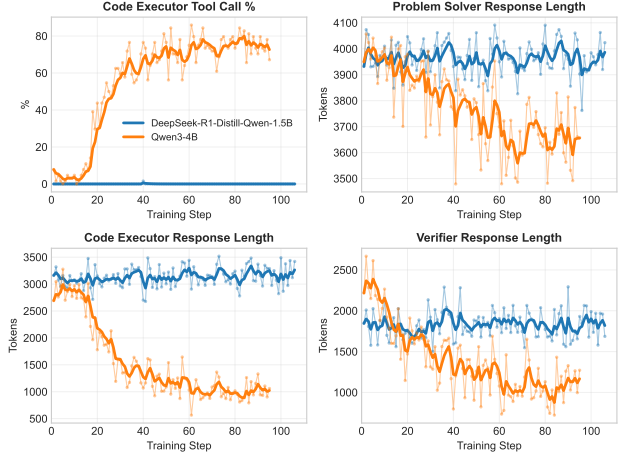 Code Executor Tool Call %
80
60
40
20
0
%
DeepSeek-R1-Distill-Qwen-1.5B
Qwen3-4B
0 20 40 60 80 100
Training Step
Problem Solver Response Length
4100
4000
3900
3800
3700
3600
3500
Tokens
0 20 40 60 80 100
Training Step
Code Executor Response Length
3500
3000
2500
2000
1500
1000
500
Tokens
0 20 40 60 80 100
Training Step
Verifier Response Length
2500
2000
1500
1000
Tokens
0 20 40 60 80 100
Training Step